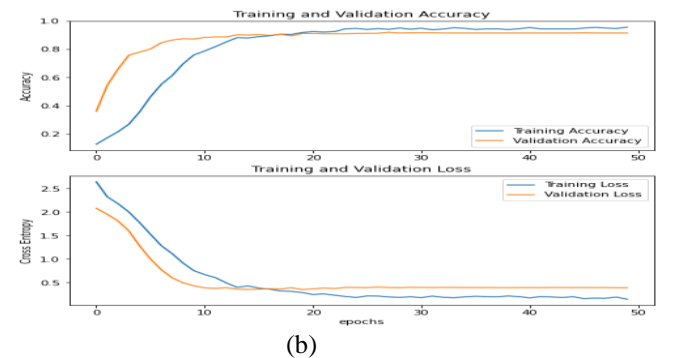 Training and Validation Accuracy
1.0
0.8
0.6
0.4
0.2
Accuracy
Training Accuracy
Validation Accuracy
0 10 20 30 40 50
Training and Validation Loss
2.5
2.0
1.5
1.0
0.5
Cross Entropy
Training Loss
Validation Loss
0 10 20 30 40 50
epochs
(b)